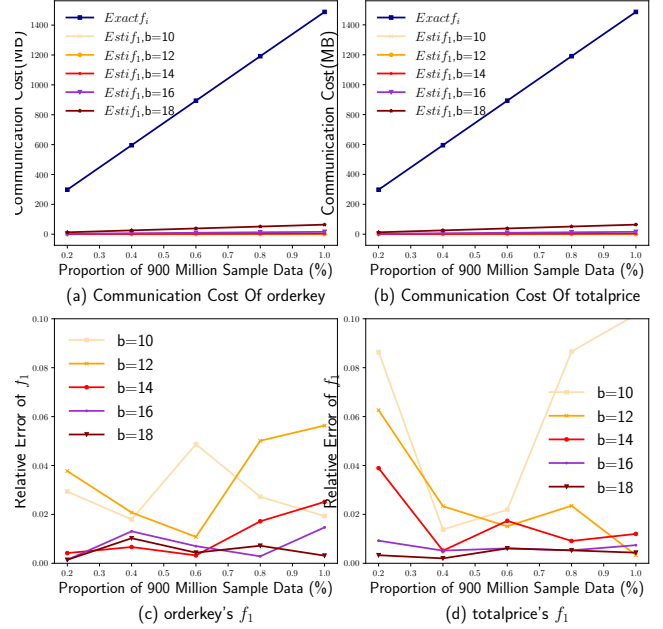 Communication Cost(MB)
1400
1200
1000
800
600
400
200
0
Exactf_i
Estif_1,b=10
Estif_1,b=12
Estif_1,b=14
Estif_1,b=16
Estif_1,b=18
0.2 0.3 0.4 0.5 0.6 0.7 0.8 0.9 1.0
Proportion of 900 Million Sample Data (%)
(a) Communication Cost Of orderkey
Communication Cost(MB)
1400
1200
1000
800
600
400
200
0
Exactf_i
Estif_1,b=10
Estif_1,b=12
Estif_1,b=14
Estif_1,b=16
Estif_1,b=18
0.2 0.3 0.4 0.5 0.6 0.7 0.8 0.9 1.0
Proportion of 900 Million Sample Data (%)
(b) Communication Cost Of totalprice
Relative Error of f_1
0.10
0.08
0.06
0.04
0.02
0.00
b=10
b=12
b=14
b=16
b=18
0.2 0.3 0.4 0.5 0.6 0.7 0.8 0.9 1.0
Proportion of 900 Million Sample Data (%)
(c) orderkey's f_1
Relative Error of f_1
0.10
0.08
0.06
0.04
0.02
0.00
b=10
b=12
b=14
b=16
b=18
0.2 0.3 0.4 0.5 0.6 0.7 0.8 0.9 1.0
Proportion of 900 Million Sample Data (%)
(d) totalprice's f_1